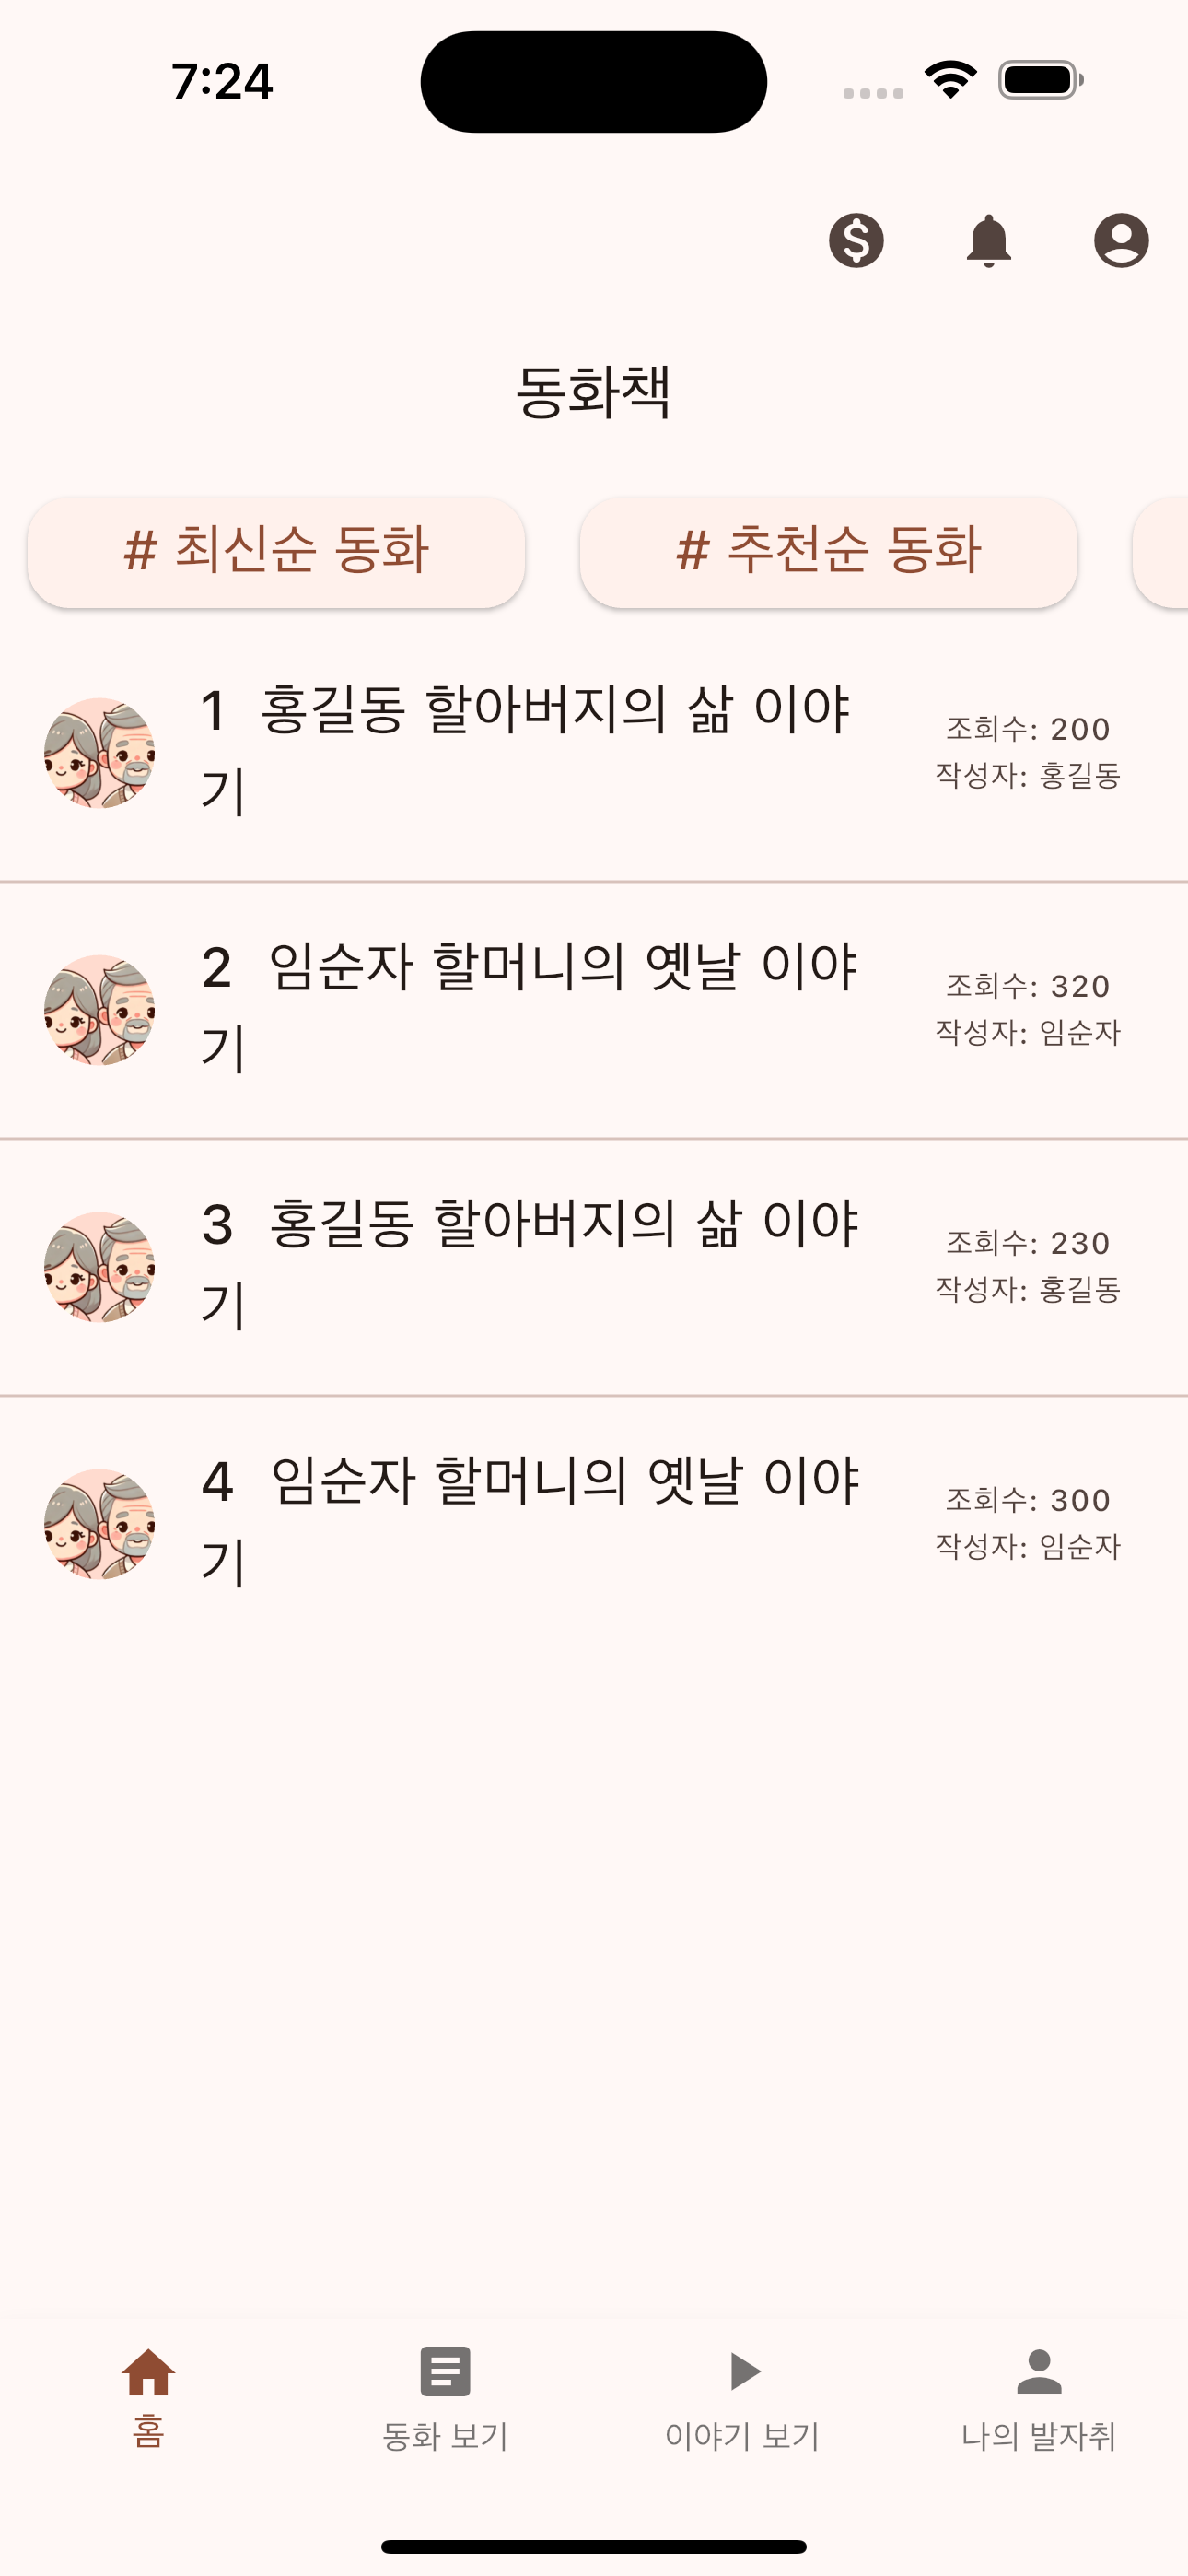 7:24
동화책
# 최신순 동화
# 추천순 동화
1 홍길동 할아버지의 삶 이야
기
조회수: 200
작성자: 홍길동
2 임순자 할머니의 옛날 이야
기
조회수: 320
작성자: 임순자
3 홍길동 할아버지의 삶 이야
기
조회수: 230
작성자: 홍길동
4 임순자 할머니의 옛날 이야
기
조회수: 300
작성자: 임순자
홈
동화 보기
이야기 보기
나의 발자취